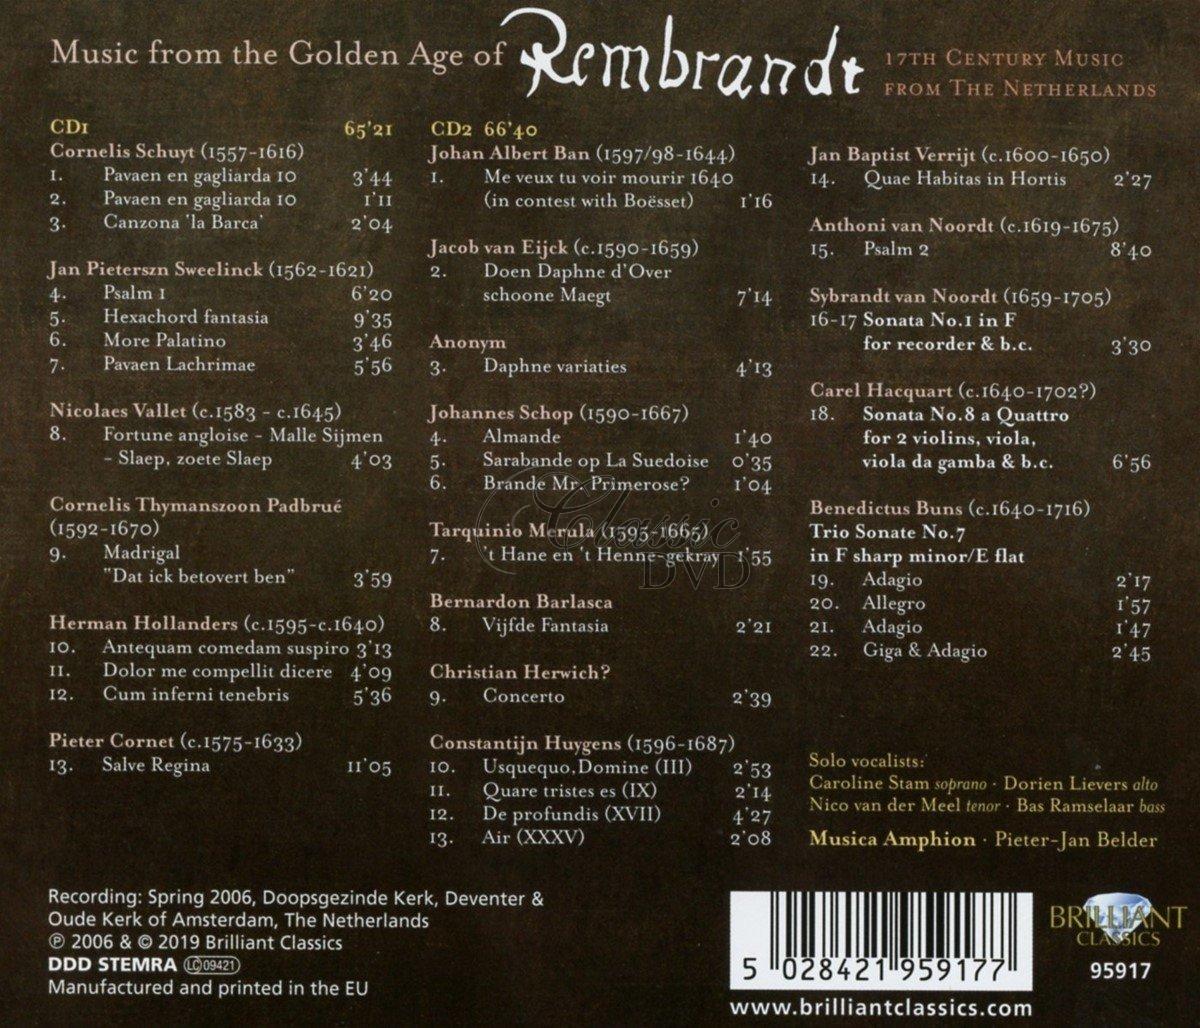 Music from the Golden Age of Rembrandt
17TH CENTURY MUSIC
FROM THE NETHERLANDS
CD1 65'21
Cornelis Schuyt (1557-1616)
1. Pavaen en gagliarda 10 3'44
2. Pavaen en gagliarda 10 1'11
3. Canzona 'la Barca' 2'04
Jan Pieterszn Sweelinck (1562-1621)
4. Psalm 1 6'20
5. Hexachord fantasia 9'35
6. More Palatino 3'46
7. Pavaen Lachrimae 5'56
Nicolaes Vallet (c.1583 - c.1645)
8. Fortune angloise - Malle Sijmen
- Slaep, zoete Slaep 4'03
Cornelis Thymanszoon Padbrué
(1592-1670)
9. Madrigal
"Dat ick betovert ben" 3'59
Herman Hollanders (c.1595-c.1640)
10. Antequam comedam suspiro 3'13
11. Dolor me compellit dicere 4'09
12. Cum inferni tenebris 5'36
Pieter Cornet (c.1575-1633)
13. Salve Regina 11'05
CD2 66'40
Johan Albert Ban (1597/98-1644)
1. Me veux tu voir mourir 1640
(in contest with Boësset) 1'16
Jacob van Eijck (c.1590-1659)
2. Doen Daphne d'Over
schoone Maegt 7'14
Anonym
3. Daphne variaties 4'13
Johannes Schop (1590-1667)
4. Almande 1'40
5. Sarabande op La Suedoise 0'35
6. Brande Mr. Primerose? 1'04
Tarquinio Merula (1595-1665)
7. 't Hane en 't Henne-gekray 1'55
Bernardon Barlasca
8. Vijfde Fantasia 2'21
Christian Herwich?
9. Concerto 2'39
Constantijn Huygens (1596-1687)
10. Usquequo,Domine (III) 2'53
11. Quare tristes es (IX) 2'14
12. De profundis (XVII) 4'27
13. Air (XXXV) 2'08
Jan Baptist Verrijt (c.1600-1650)
14. Quae Habitas in Hortis 2'27
Anthoni van Noordt (c.1619-1675)
15. Psalm 2 8'40
Sybrandt van Noordt (1659-1705)
16-17 Sonata No.1 in F
for recorder & b.c. 3'30
Carel Hacquart (c.1640-1702?)
18. Sonata No.8 a Quattro
for 2 violins, viola,
viola da gamba & b.c. 6'56
Benedictus Buns (c.1640-1716)
Trio Sonate No.7
in F sharp minor/E flat
19. Adagio 2'17
20. Allegro 1'57
21. Adagio 1'47
22. Giga & Adagio 2'45
Solo vocalists:
Caroline Stam soprano · Dorien Lievers alto
Nico van der Meel tenor · Bas Ramselaar bass
Musica Amphion · Pieter-Jan Belder
Classic
DVD
Recording: Spring 2006, Doopsgezinde Kerk, Deventer &
Oude Kerk of Amsterdam, The Netherlands
℗ 2006 & © 2019 Brilliant Classics
DDD STEMRA LC 09421
Manufactured and printed in the EU
5 028421 959177
www.brilliantclassics.com
BRILLIANT
CLASSICS
95917